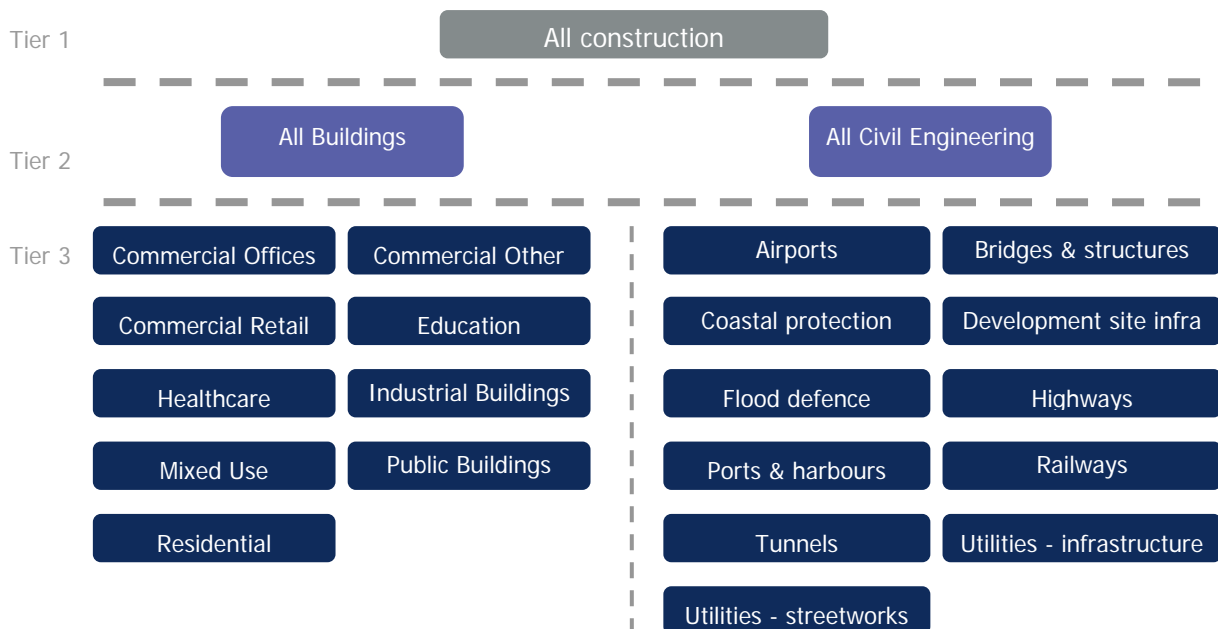 Tier 1
All construction
Tier 2
All Buildings
All Civil Engineering
Tier 3
Commercial Offices
Commercial Other
Airports
Bridges & structures
Commercial Retail
Education
Coastal protection
Development site infra
Healthcare
Industrial Buildings
Flood defence
Highways
Mixed Use
Public Buildings
Ports & harbours
Railways
Residential
Tunnels
Utilities - infrastructure
Utilities - streetworks